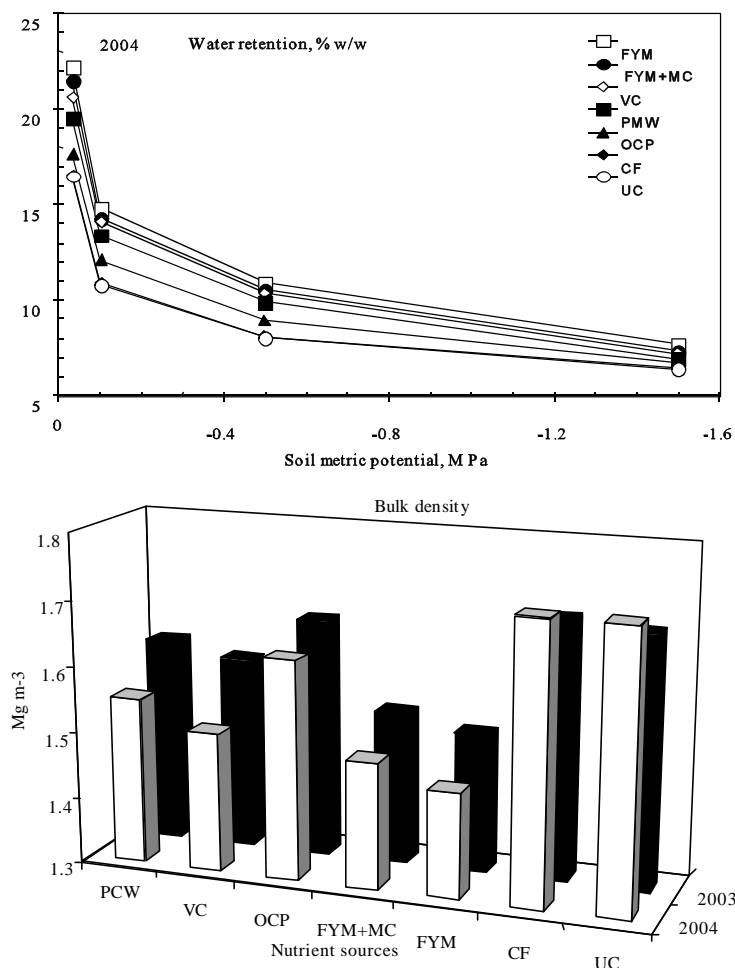 25
2004 Water retention, % w/w
FYM
FYM+MC
20
VC
PMW
OCP
CF
UC
15
10
5
0 -0.4 -0.8 -1.2 -1.6
Soil metric potential, M Pa
Bulk density
1.8
1.7
1.6
1.5
1.4
1.3
Mg m-3
PCW VC OCP FYM+MC FYM CF UC
Nutrient sources
2003
2004